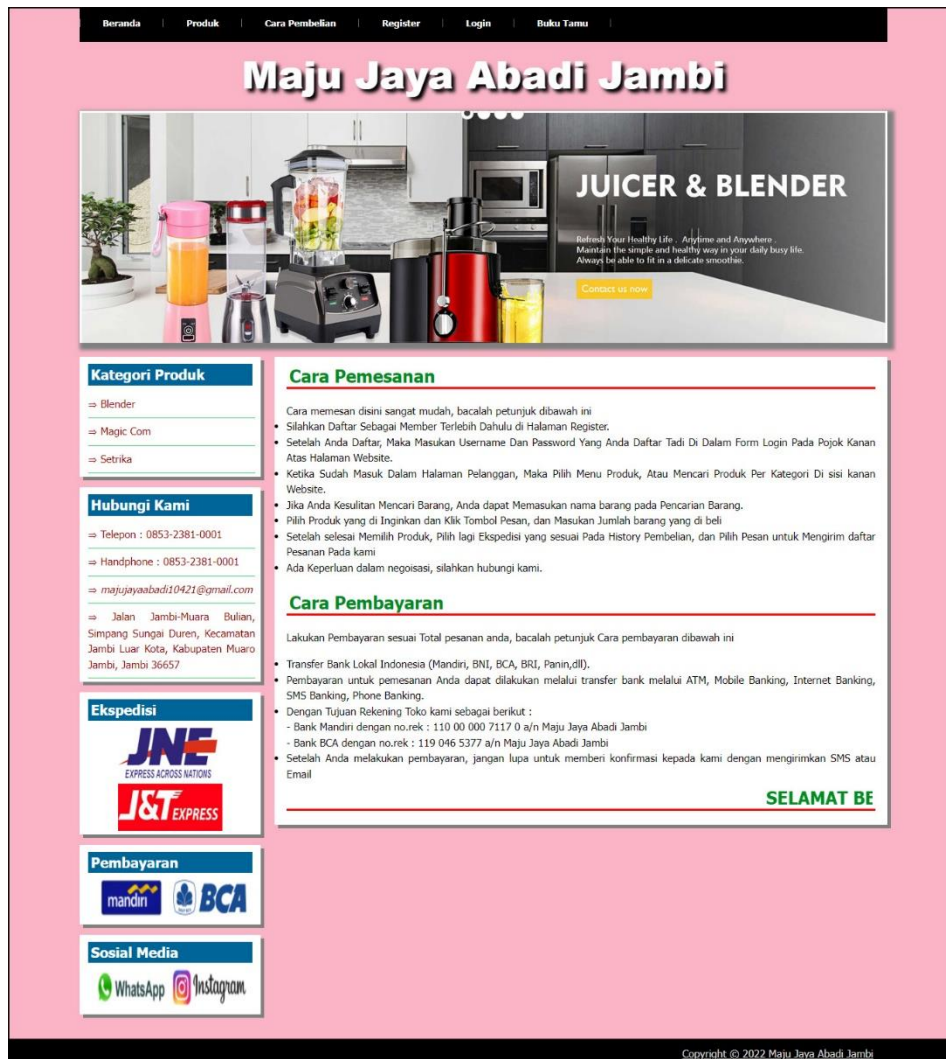 Beranda | Produk | Cara Pembelian | Register | Login | Buku Tamu |
Maju Jaya Abadi Jambi
JUICER & BLENDER
Refresh Your Healthy Life . Anytime and Anywhere .
Maintain the simple and healthy way in your daily busy life.
Always be able to fit in a delicate smoothie.
Contact us now
Kategori Produk
⇒ Blender
⇒ Magic Com
⇒ Setrika
Hubungi Kami
⇒ Telepon : 0853-2381-0001
⇒ Handphone : 0853-2381-0001
⇒ majujayaabadi10421@gmail.com
⇒ Jalan Jambi-Muara Bulian,
Simpang Sungai Duren, Kecamatan
Jambi Luar Kota, Kabupaten Muaro
Jambi, Jambi 36657
Ekspedisi
JNE
EXPRESS ACROSS NATIONS
J&T EXPRESS
Pembayaran
mandiri
BCA
Sosial Media
WhatsApp
Instagram
Cara Pemesanan
Cara memesan disini sangat mudah, bacalah petunjuk dibawah ini
• Silahkan Daftar Sebagai Member Terlebih Dahulu di Halaman Register.
• Setelah Anda Daftar, Maka Masukan Username Dan Password Yang Anda Daftar Tadi Di Dalam Form Login Pada Pojok Kanan
Atas Halaman Website.
• Ketika Sudah Masuk Dalam Halaman Pelanggan, Maka Pilih Menu Produk, Atau Mencari Produk Per Kategori Di sisi kanan
Website.
• Jika Anda Kesulitan Mencari Barang, Anda dapat Memasukan nama barang pada Pencarian Barang.
• Pilih Produk yang di Inginkan dan Klik Tombol Pesan, dan Masukan Jumlah barang yang di beli
• Setelah selesai Memilih Produk, Pilih lagi Ekspedisi yang sesuai Pada History Pembelian, dan Pilih Pesan untuk Mengirim daftar
Pesanan Pada kami
• Ada Keperluan dalam negoisasi, silahkan hubungi kami.
Cara Pembayaran
Lakukan Pembayaran sesuai Total pesanan anda, bacalah petunjuk Cara pembayaran dibawah ini
• Transfer Bank Lokal Indonesia (Mandiri, BNI, BCA, BRI, Panin,dll).
• Pembayaran untuk pemesanan Anda dapat dilakukan melalui transfer bank melalui ATM, Mobile Banking, Internet Banking,
SMS Banking, Phone Banking.
• Dengan Tujuan Rekening Toko kami sebagai berikut :
- Bank Mandiri dengan no.rek : 110 00 000 7117 0 a/n Maju Jaya Abadi Jambi
- Bank BCA dengan no.rek : 119 046 5377 a/n Maju Jaya Abadi Jambi
• Setelah Anda melakukan pembayaran, jangan lupa untuk memberi konfirmasi kepada kami dengan mengirimkan SMS atau
Email
SELAMAT BE
Copyright © 2022 Maju Jaya Abadi Jambi